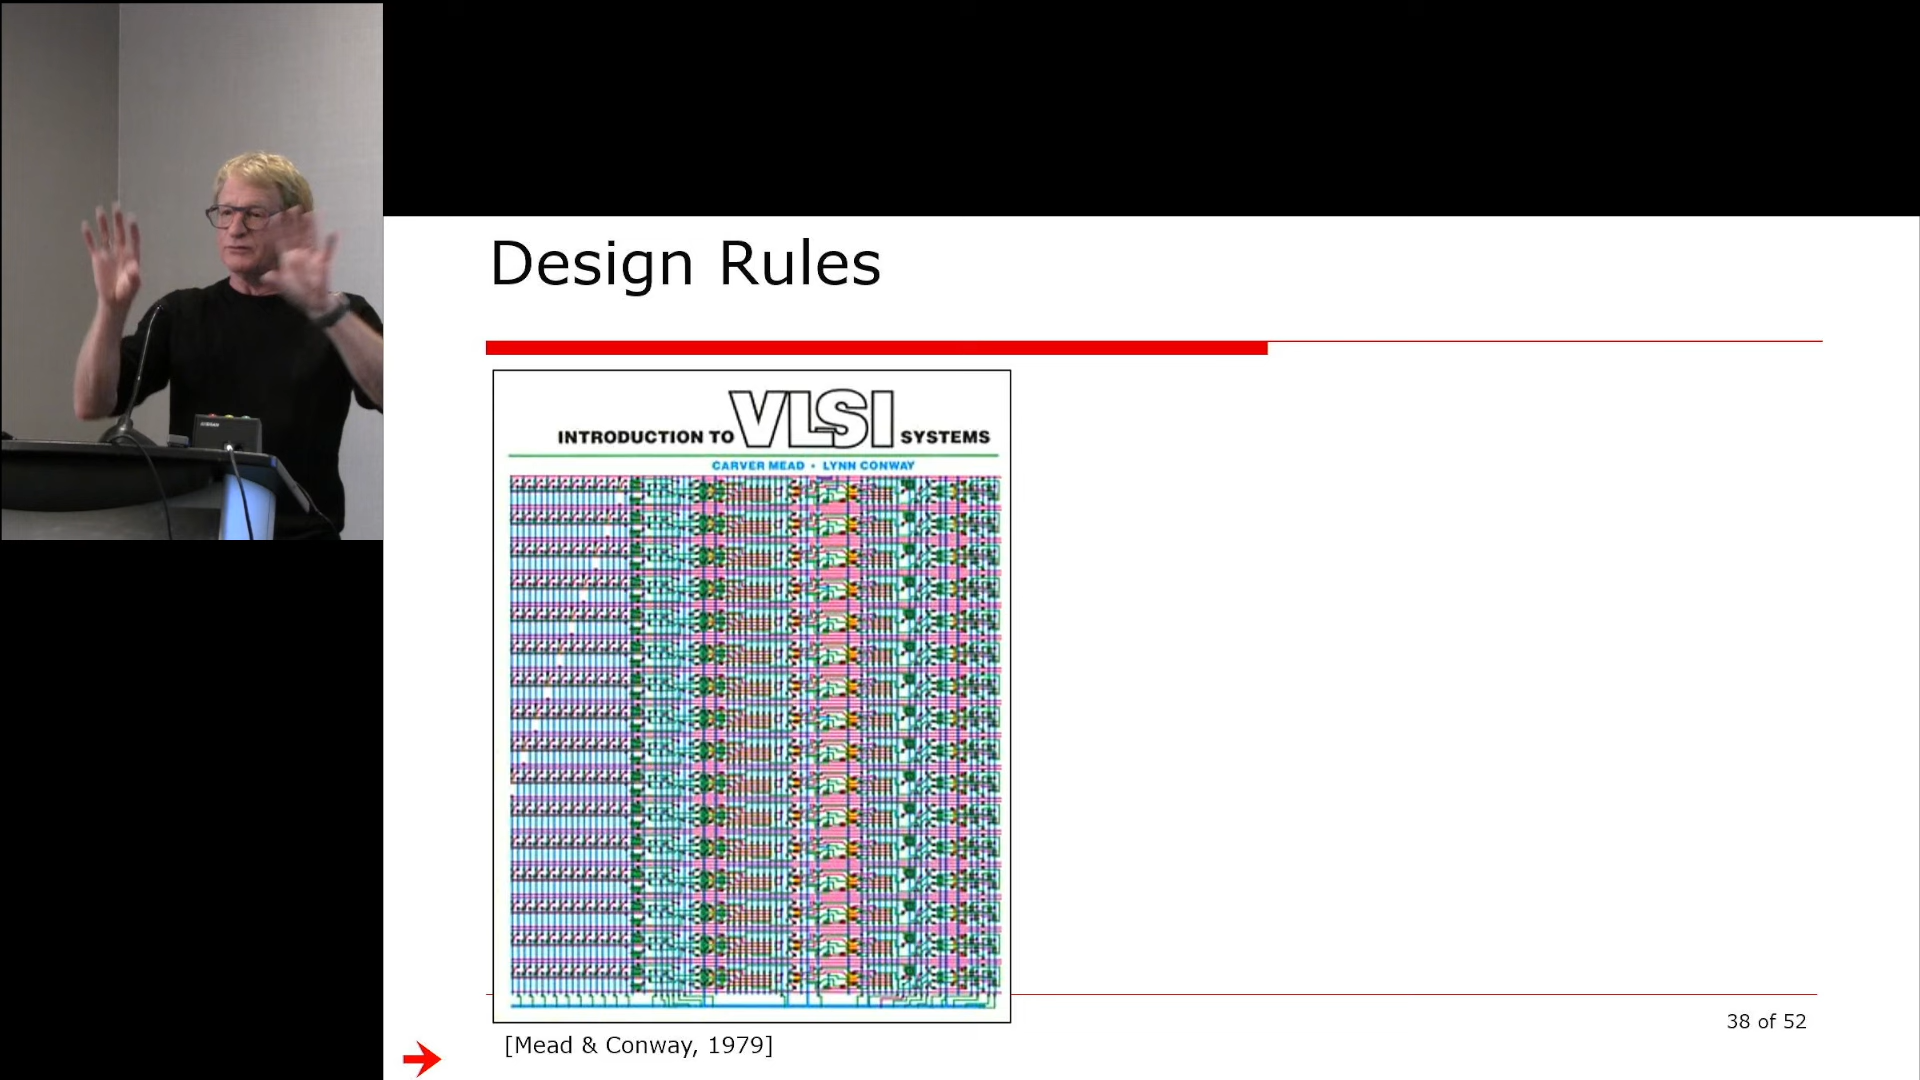 Design Rules
INTRODUCTION TO VLSI SYSTEMS
CARVER MEAD • LYNN CONWAY
38 of 52
[Mead & Conway, 1979]